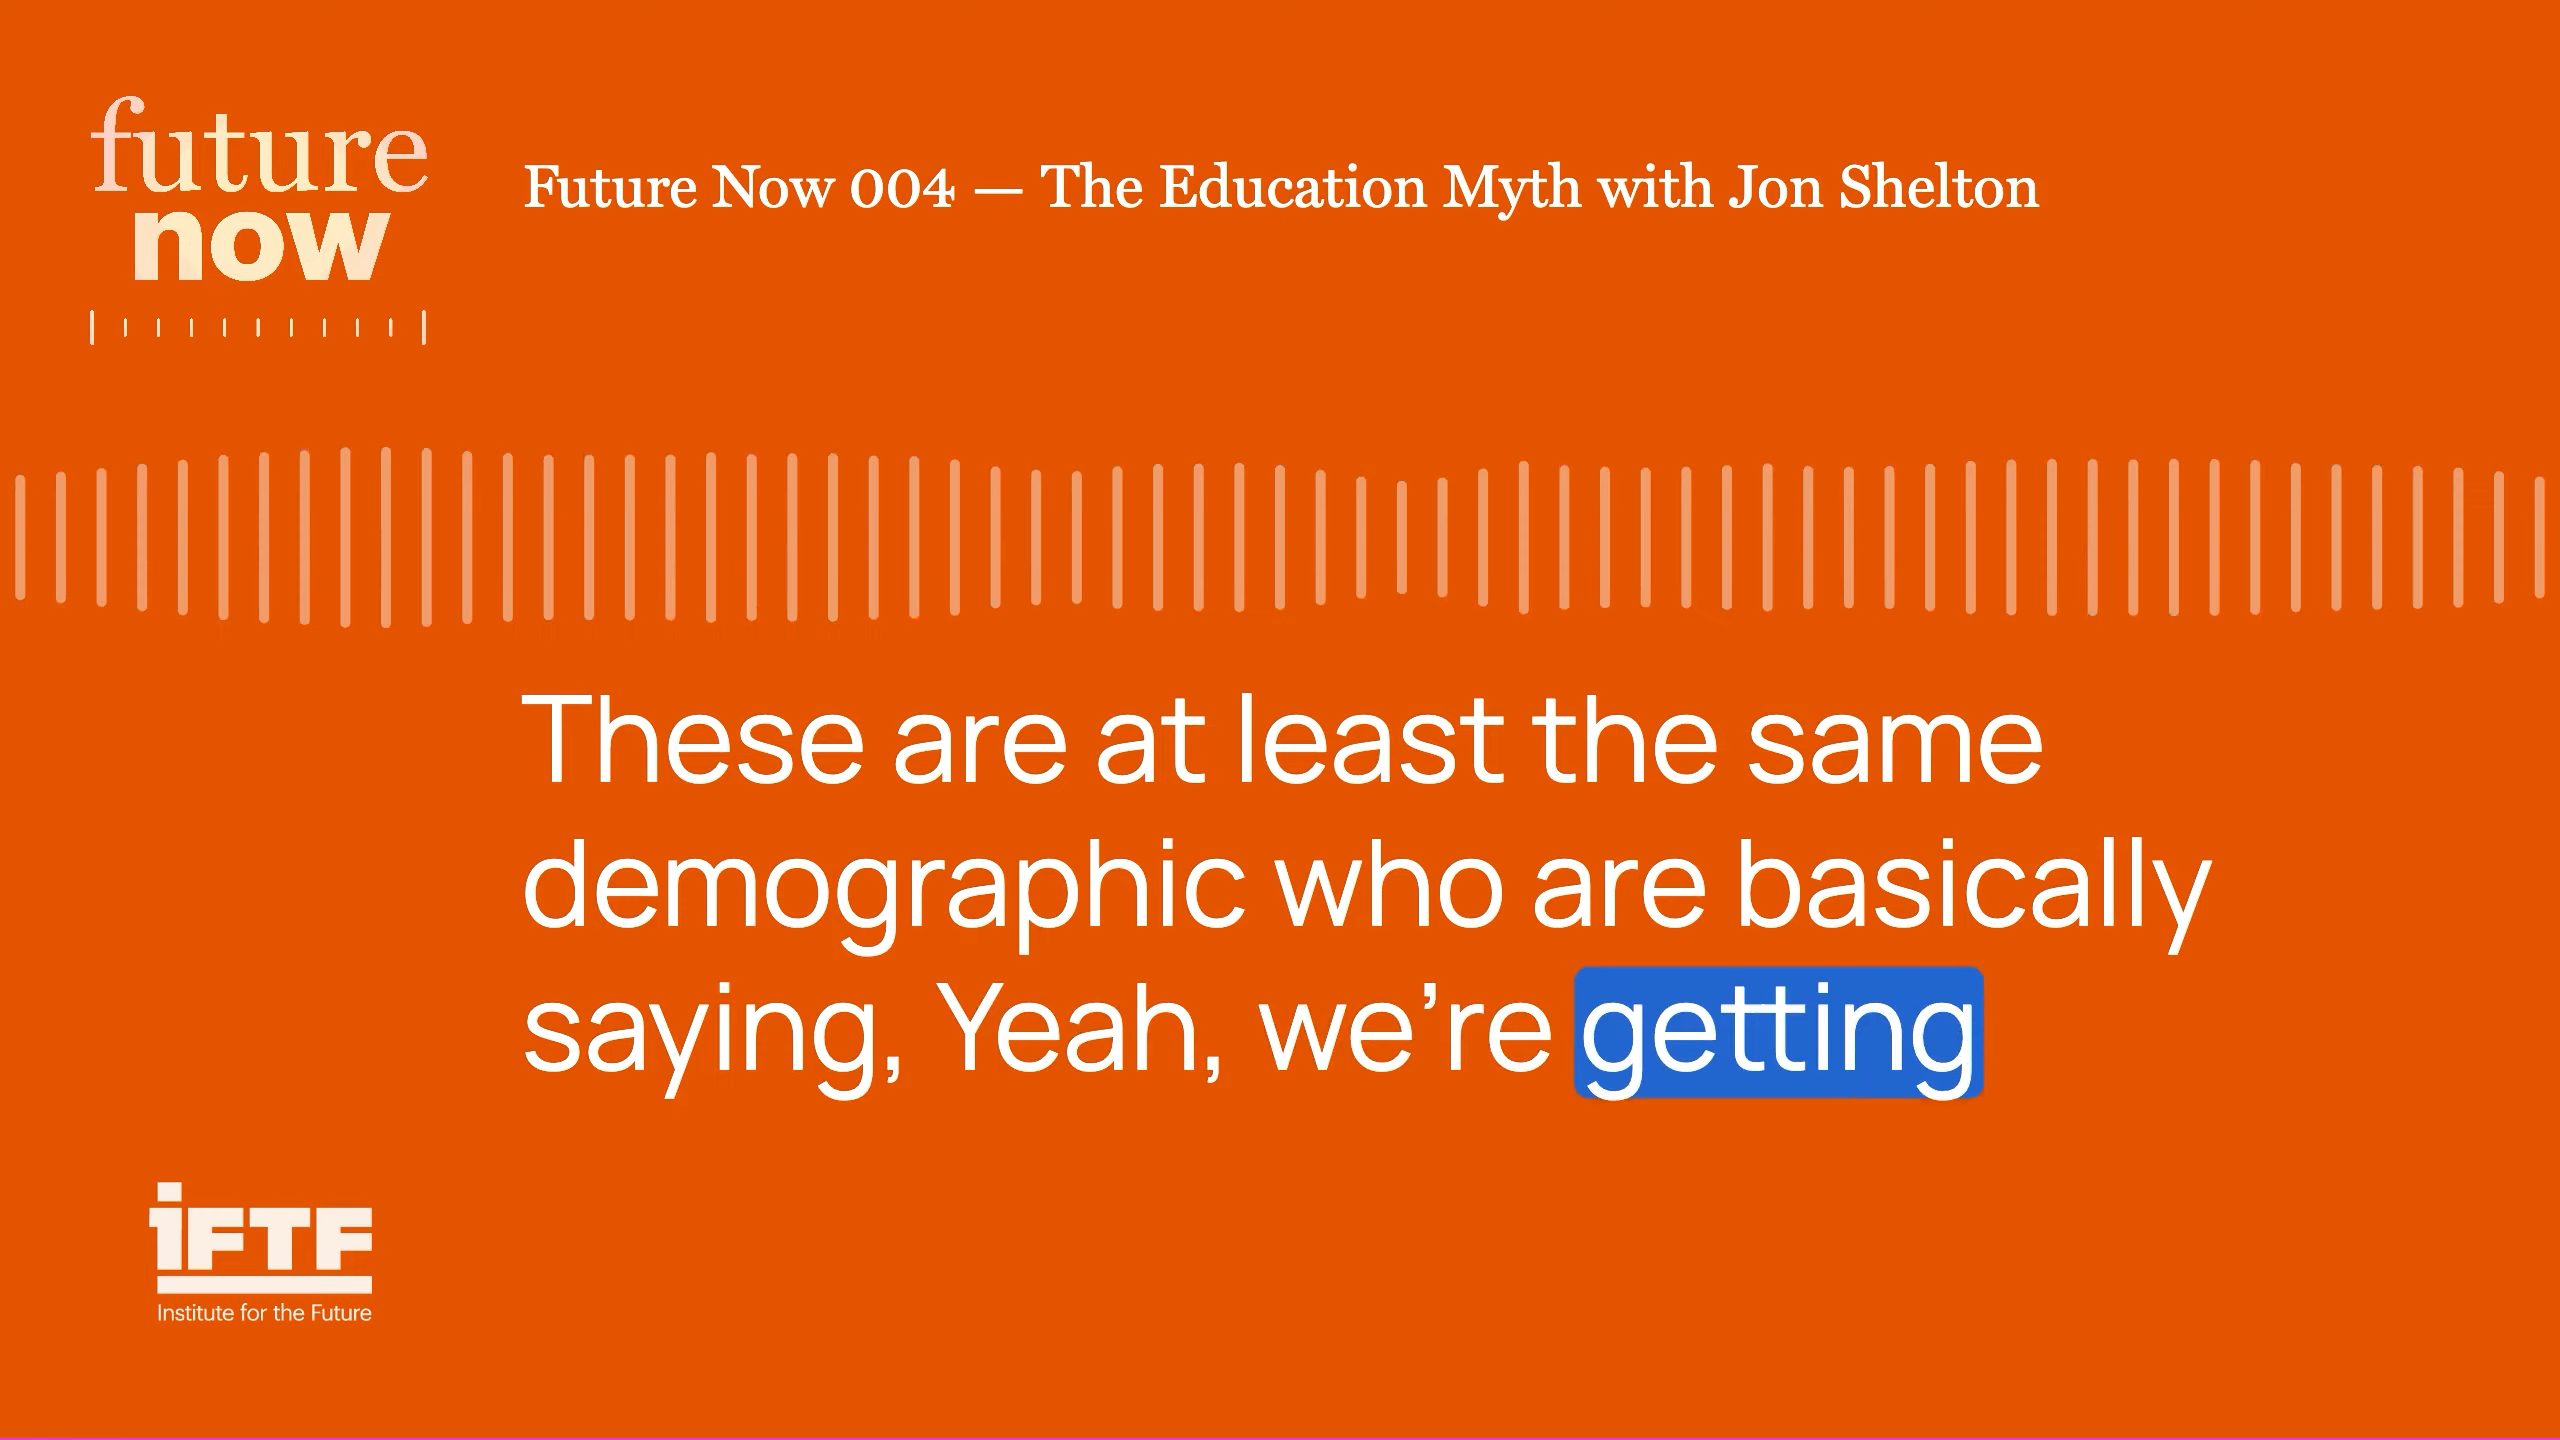 future
now
Future Now 004 — The Education Myth with Jon Shelton
These are at least the same
demographic who are basically
saying, Yeah, we’re getting
iFTF
Institute for the Future